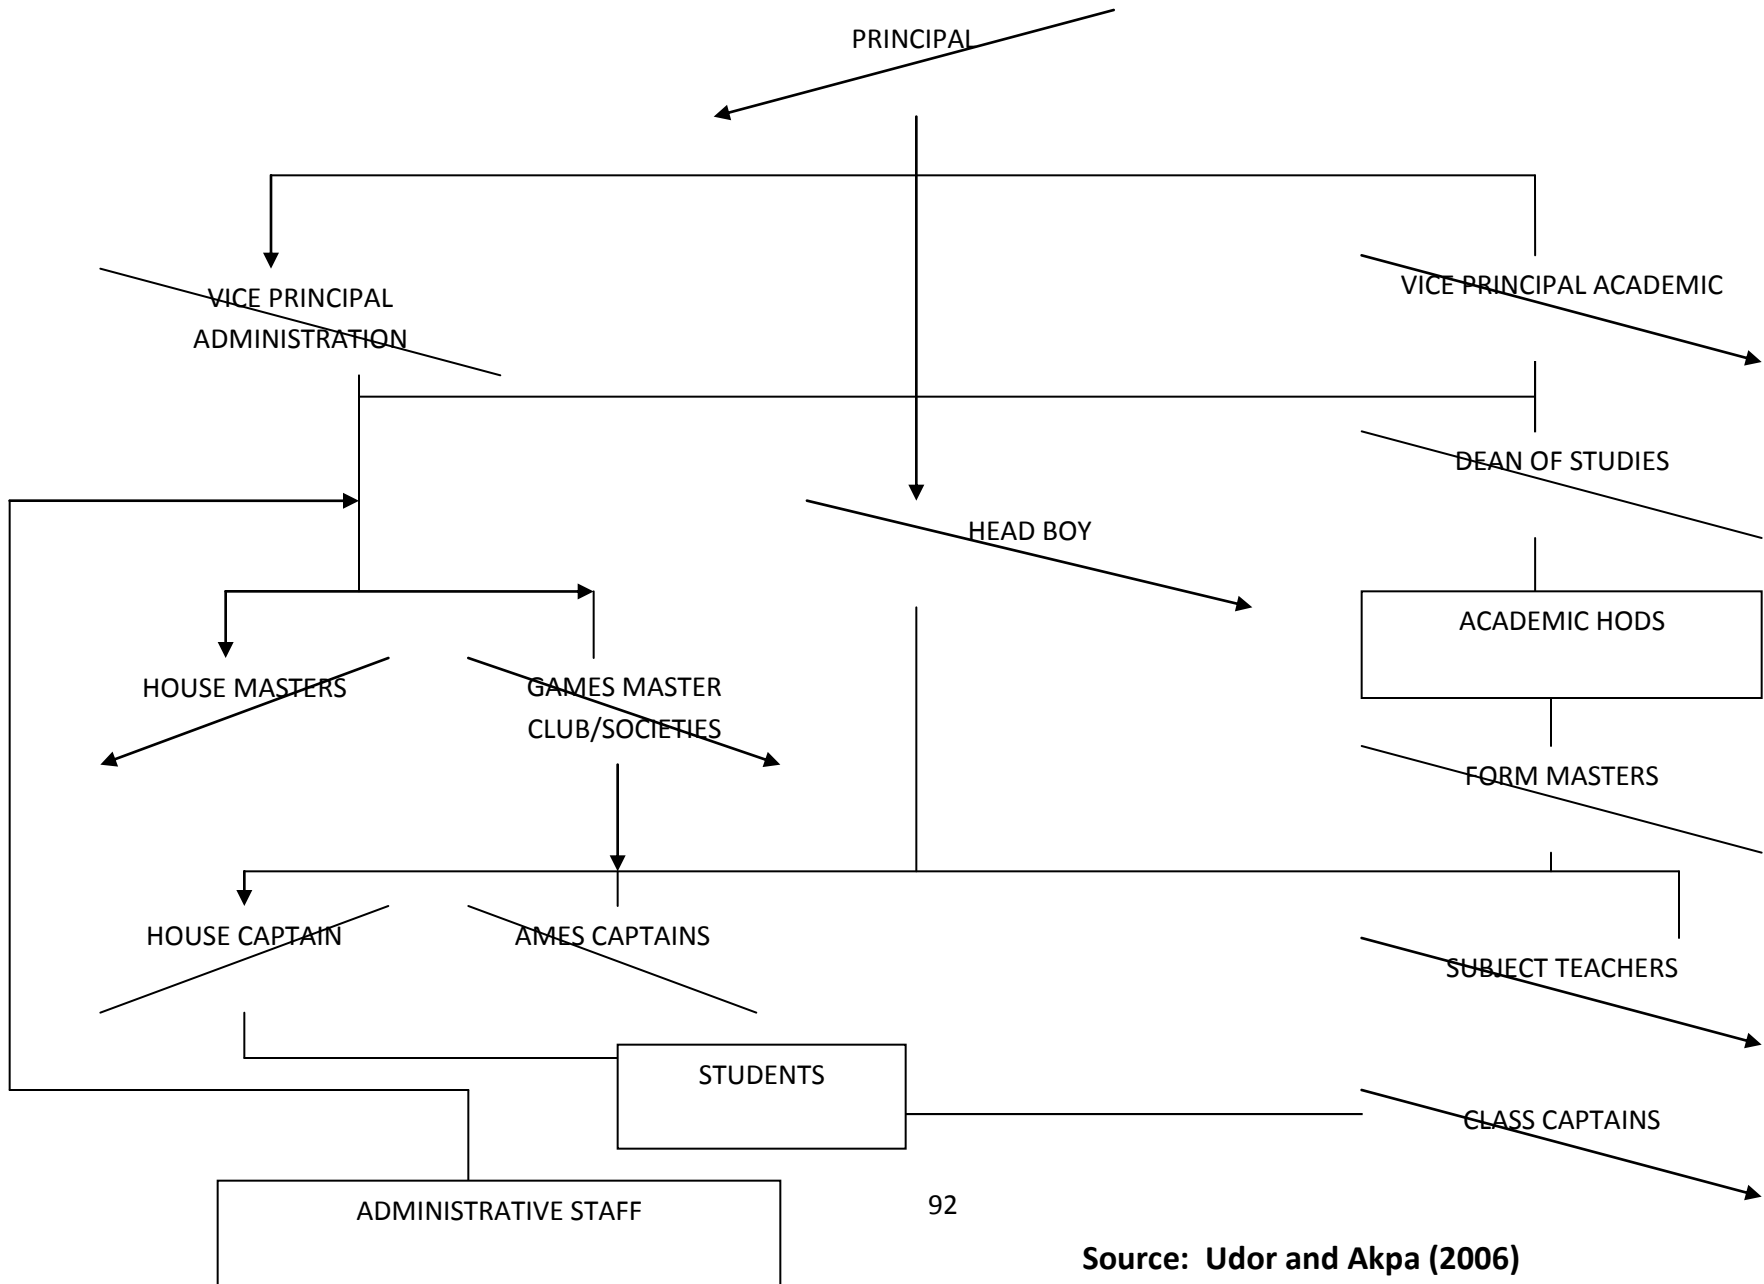 PRINCIPAL
VICE PRINCIPAL
ADMINISTRATION
VICE PRINCIPAL ACADEMIC
DEAN OF STUDIES
HEAD BOY
ACADEMIC HODS
HOUSE MASTERS
GAMES MASTER
CLUB/SOCIETIES
FORM MASTERS
HOUSE CAPTAIN
AMES CAPTAINS
SUBJECT TEACHERS
STUDENTS
CLASS CAPTAINS
ADMINISTRATIVE STAFF
92
Source: Udor and Akpa (2006)